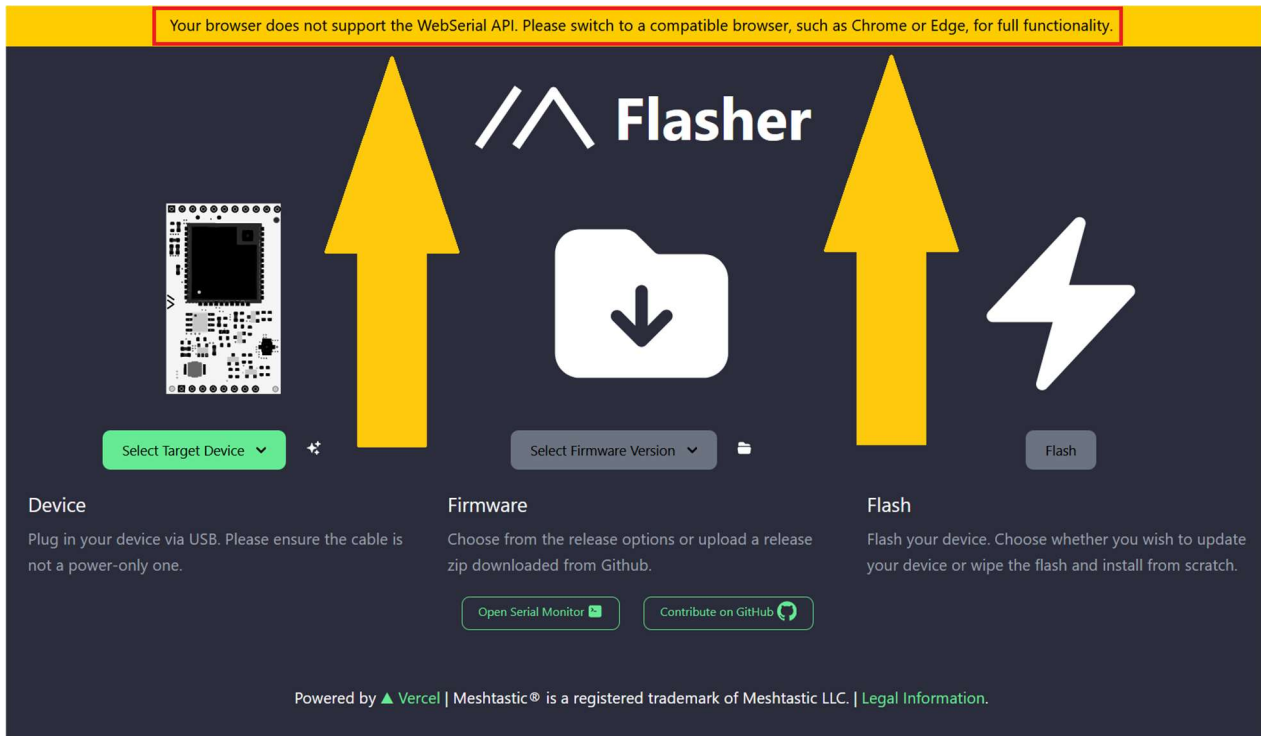 Your browser does not support the WebSerial API. Please switch to a compatible browser, such as Chrome or Edge, for full functionality.
Flasher
Select Target Device
Select Firmware Version
Flash
Device
Plug in your device via USB. Please ensure the cable is
not a power-only one.
Firmware
Choose from the release options or upload a release
zip downloaded from Github.
Open Serial Monitor
Contribute on GitHub
Flash
Flash your device. Choose whether you wish to update
your device or wipe the flash and install from scratch.
Powered by ▲ Vercel | Meshtastic® is a registered trademark of Meshtastic LLC. | Legal Information.